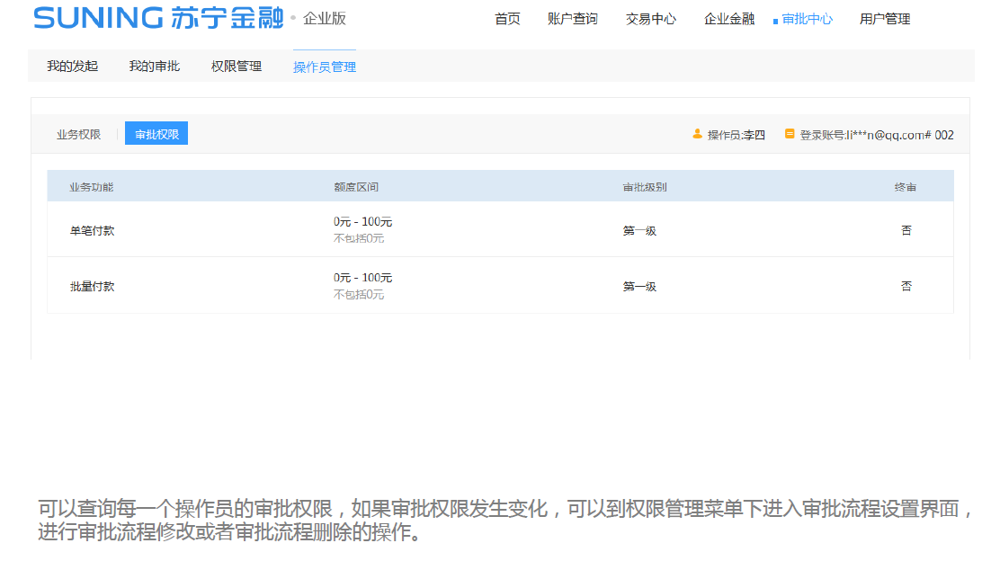 SUNING 苏宁金融 • 企业版 首页 账户查询 交易中心 企业金融 审批中心 用户管理
我的发起 我的审批 权限管理 操作员管理
业务权限 审批权限 操作员:李四 登录账号:li***n@qq.com# 002
业务功能 额度区间 审批级别 终审
单笔付款 0元 - 100元 第一级 否
不包括0元
批量付款 0元 - 100元 第一级 否
不包括0元
可以查询每一个操作员的审批权限，如果审批权限发生变化，可以到权限管理菜单下进入审批流程设置界面，
进行审批流程修改或者审批流程删除的操作。